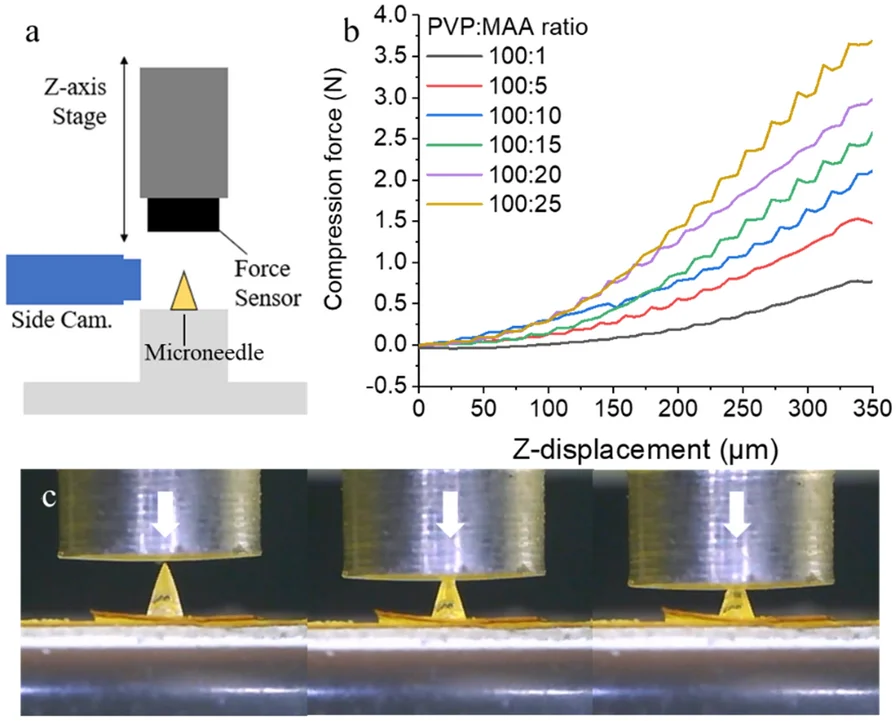 a
Z-axis
Stage
Force
Sensor
Side Cam.
Microneedle
b
Compression force (N)
4.0
3.5
3.0
2.5
2.0
1.5
1.0
0.5
0.0
-0.5
PVP:MAA ratio
100:1
100:5
100:10
100:15
100:20
100:25
0
50
100
150
200
250
300
350
Z-displacement (μm)
c